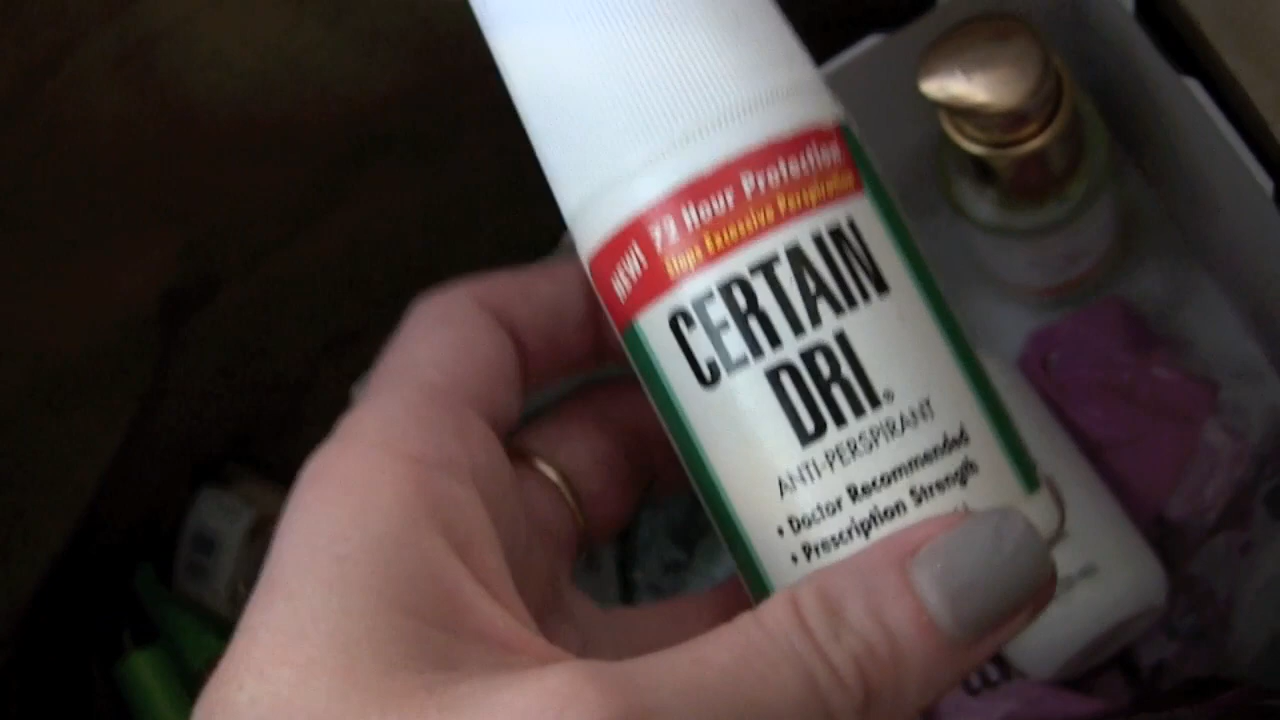 NEW!
72 Hour Protection
Stops Excessive Perspiration
CERTAIN
DRI®
ANTI-PERSPIRANT
• Doctor Recommended
• Prescription Strength